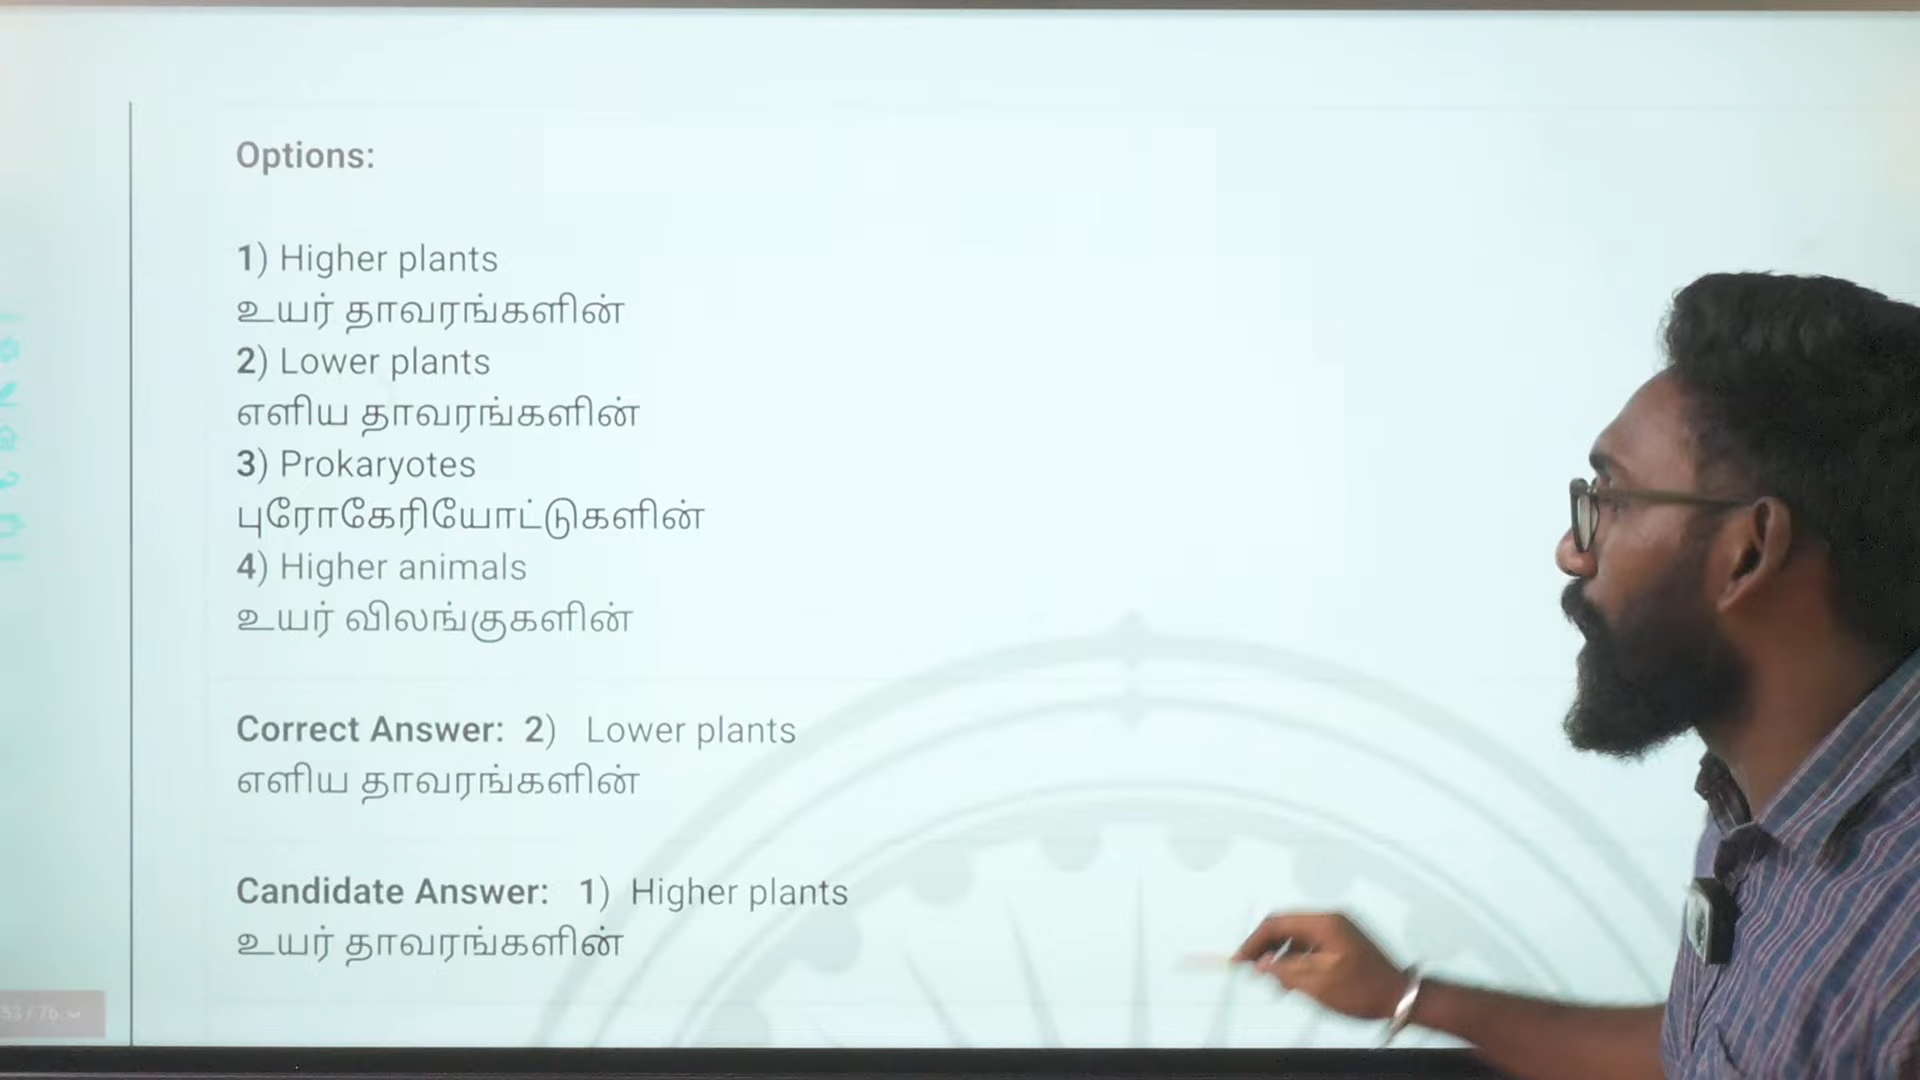 Options:
1) Higher plants
உயர் தாவரங்களின்
2) Lower plants
எளிய தாவரங்களின்
3) Prokaryotes
புரோகேரியோட்டுகளின்
4) Higher animals
உயர் விலங்குகளின்
Correct Answer: 2) Lower plants
எளிய தாவரங்களின்
Candidate Answer: 1) Higher plants
உயர் தாவரங்களின்
53 / 76